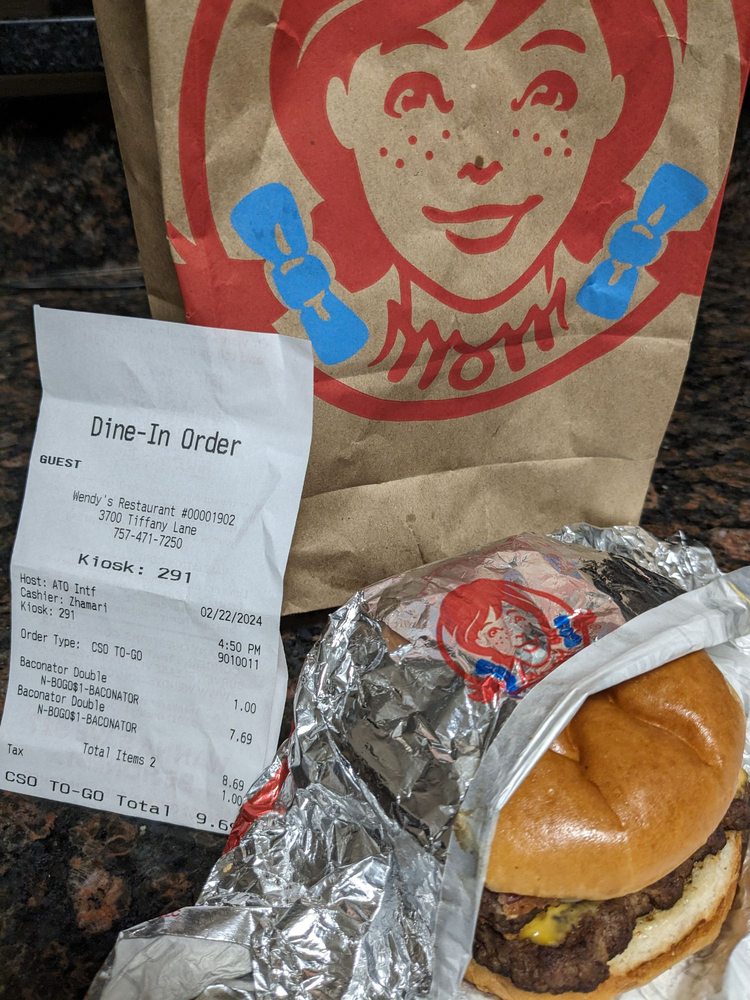 mom
Dine-In Order
GUEST
Wendy's Restaurant #00001902
3700 Tiffany Lane
757-471-7250
Kiosk: 291
Host: ATO Intf
Cashier: Zhamari
Kiosk: 291
02/22/2024
4:50 PM
Order Type: CSO TO-GO
9010011
Baconator Double
N-BOGO$1-BACONATOR
1.00
Baconator Double
N-BOGO$1-BACONATOR
7.69
Total Items 2
8.69
Tax
1.00
CSO TO-GO Total